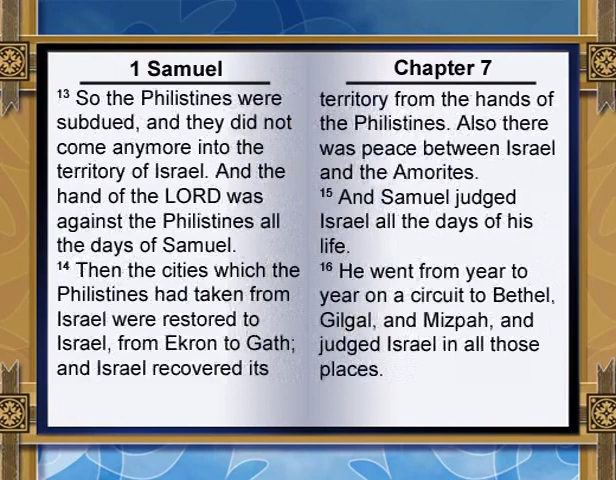 1 Samuel
13 So the Philistines were
subdued, and they did not
come anymore into the
territory of Israel. And the
hand of the LORD was
against the Philistines all
the days of Samuel.
14 Then the cities which the
Philistines had taken from
Israel were restored to
Israel, from Ekron to Gath;
and Israel recovered its
Chapter 7
territory from the hands of
the Philistines. Also there
was peace between Israel
and the Amorites.
15 And Samuel judged
Israel all the days of his
life.
16 He went from year to
year on a circuit to Bethel,
Gilgal, and Mizpah, and
judged Israel in all those
places.